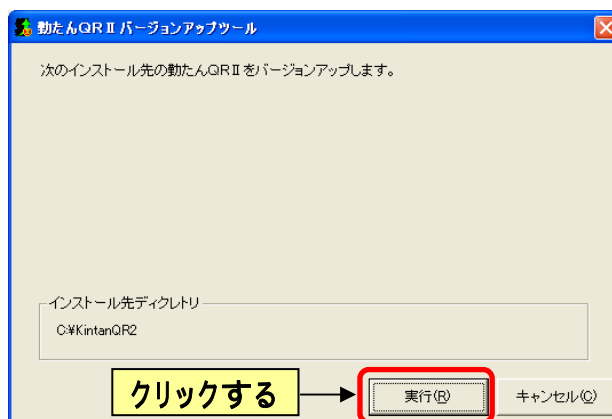 勤たんQRⅡ バージョンアップツール
次のインストール先の勤たんQRⅡをバージョンアップします。
インストール先ディレクトリ
C:¥KintanQR2
クリックする
実行(R)
キャンセル(C)